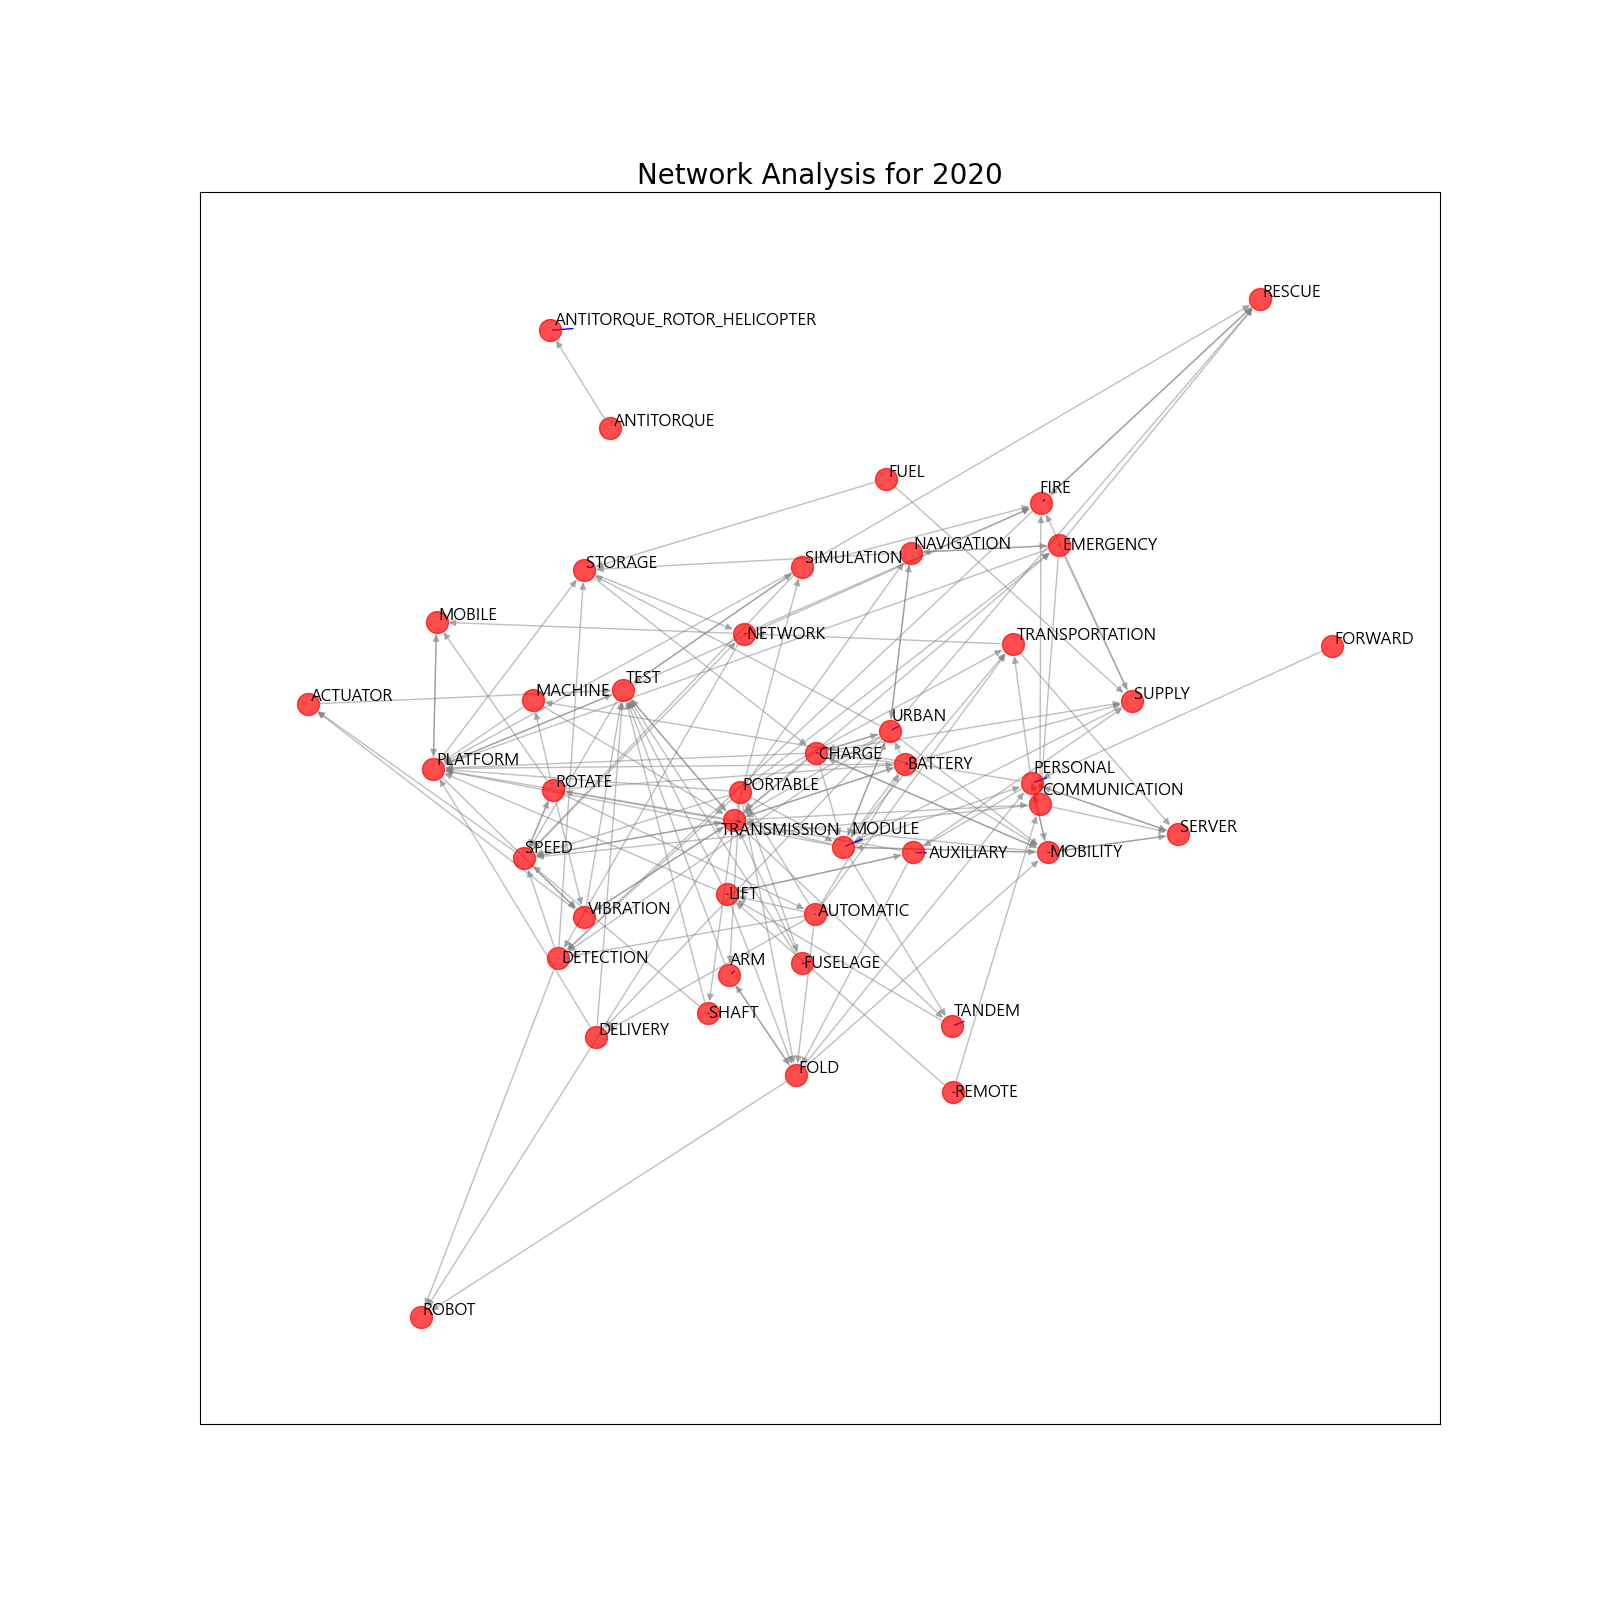 Network Analysis for 2020
RESCUE
ANTITORQUE_ROTOR_HELICOPTER
ANTITORQUE
FUEL
FIRE
NAVIGATION
EMERGENCY
SIMULATION
STORAGE
MOBILE
NETWORK
TRANSPORTATION
FORWARD
TEST
MACHINE
ACTUATOR
SUPPLY
URBAN
CHARGE
PLATFORM
BATTERY
PERSONAL
ROTATE
PORTABLE
COMMUNICATION
TRANSMISSION
MODULE
SERVER
SPEED
AUXILIARY
MOBILITY
LIFT
VIBRATION
AUTOMATIC
DETECTION
ARM
FUSELAGE
SHAFT
TANDEM
DELIVERY
FOLD
REMOTE
ROBOT